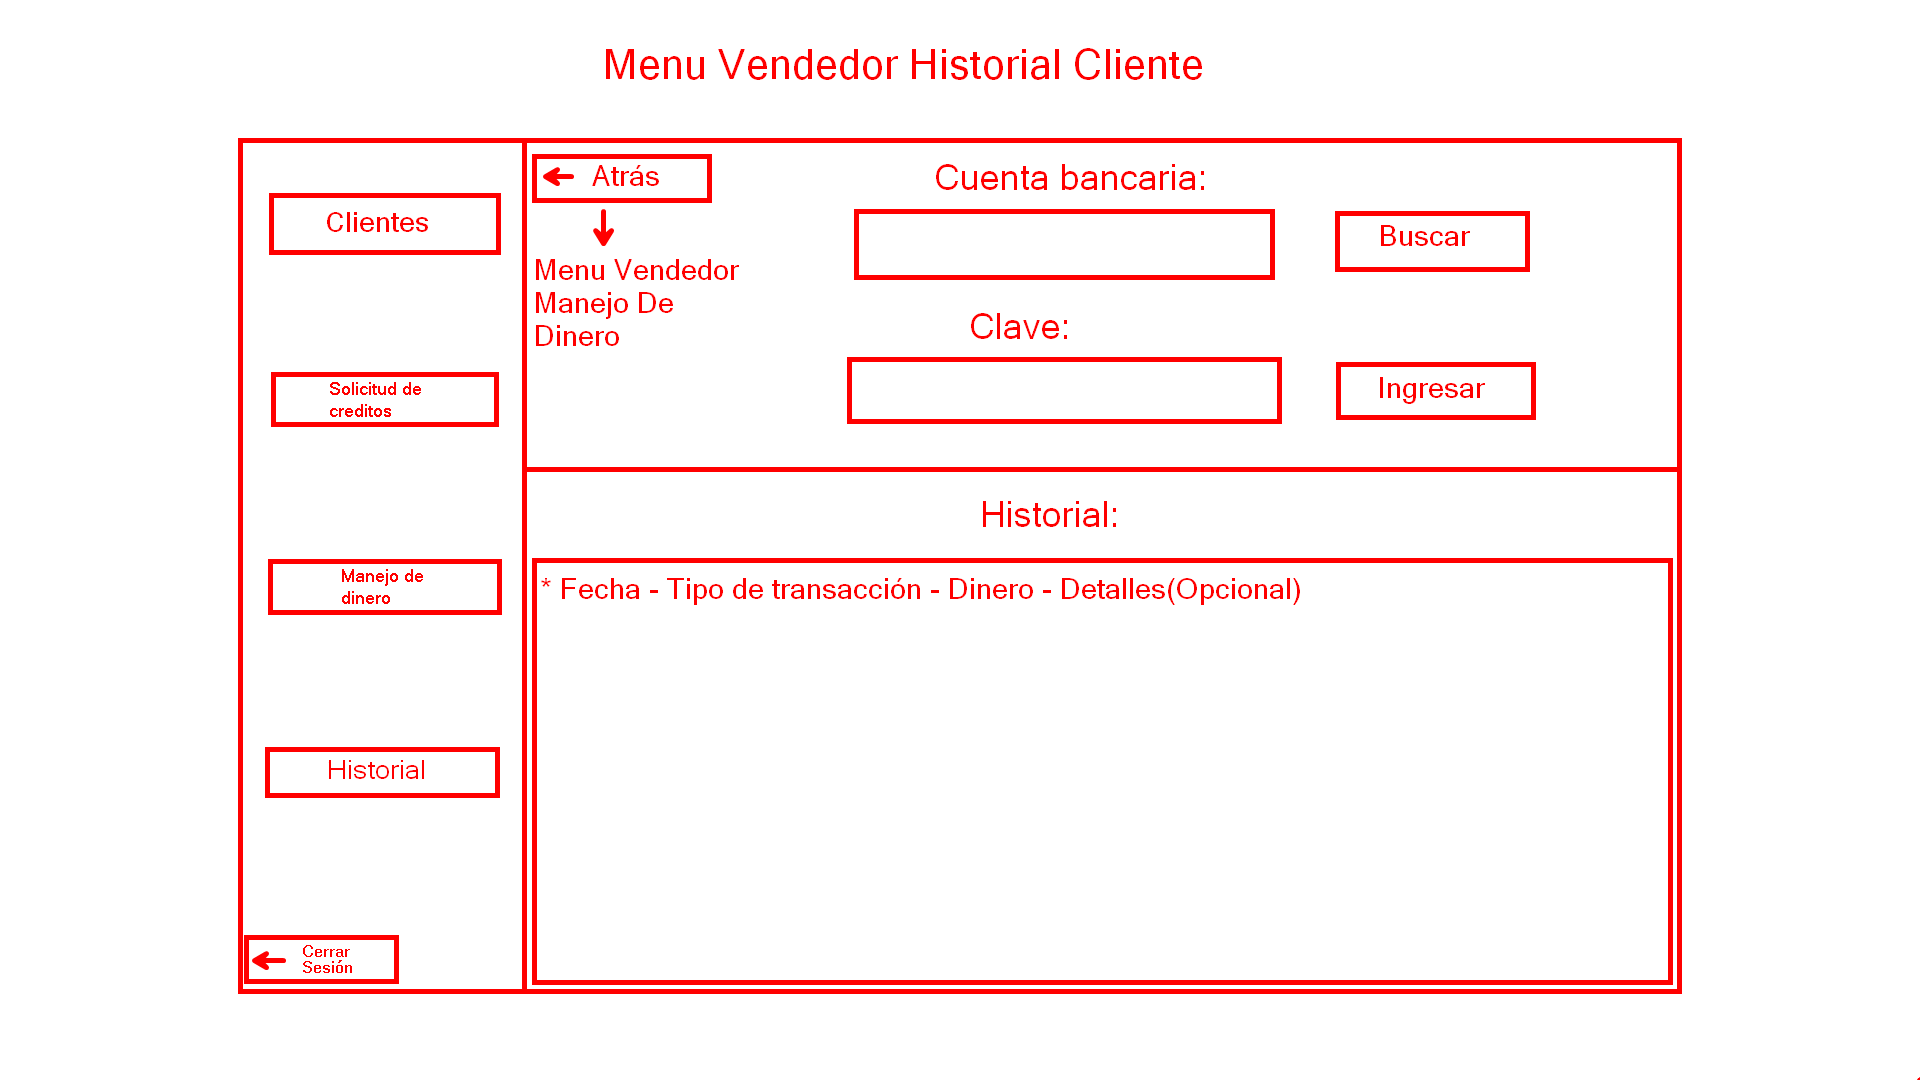 Menu Vendedor Historial Cliente
Clientes
Solicitud de
creditos
Manejo de
dinero
Historial
Cerrar
Sesión
Atrás
Menu Vendedor
Manejo De
Dinero
Cuenta bancaria:
Buscar
Clave:
Ingresar
Historial:
* Fecha - Tipo de transacción - Dinero - Detalles(Opcional)